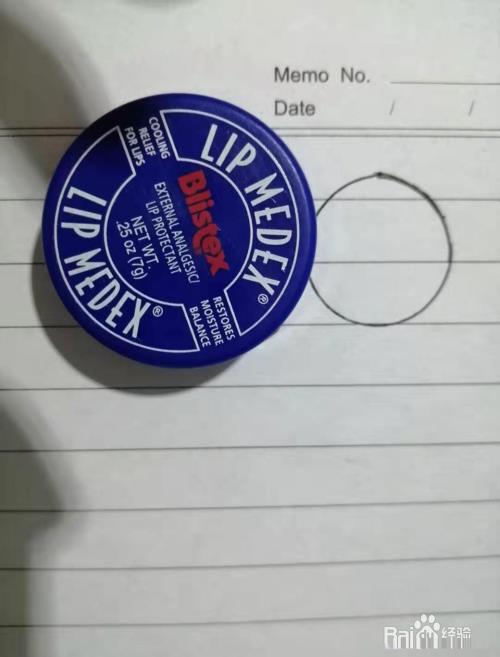 Memo No.
Date / /
COOLING
RELIEF
FOR LIPS
LIP MEDEX®
Blistex
EXTERNAL ANALGESIC/
LIP PROTECTANT
NET WT.
.25 oz (7g)
RESTORES
MOISTURE
BALANCE
LIP MEDEX®
Bai 经验